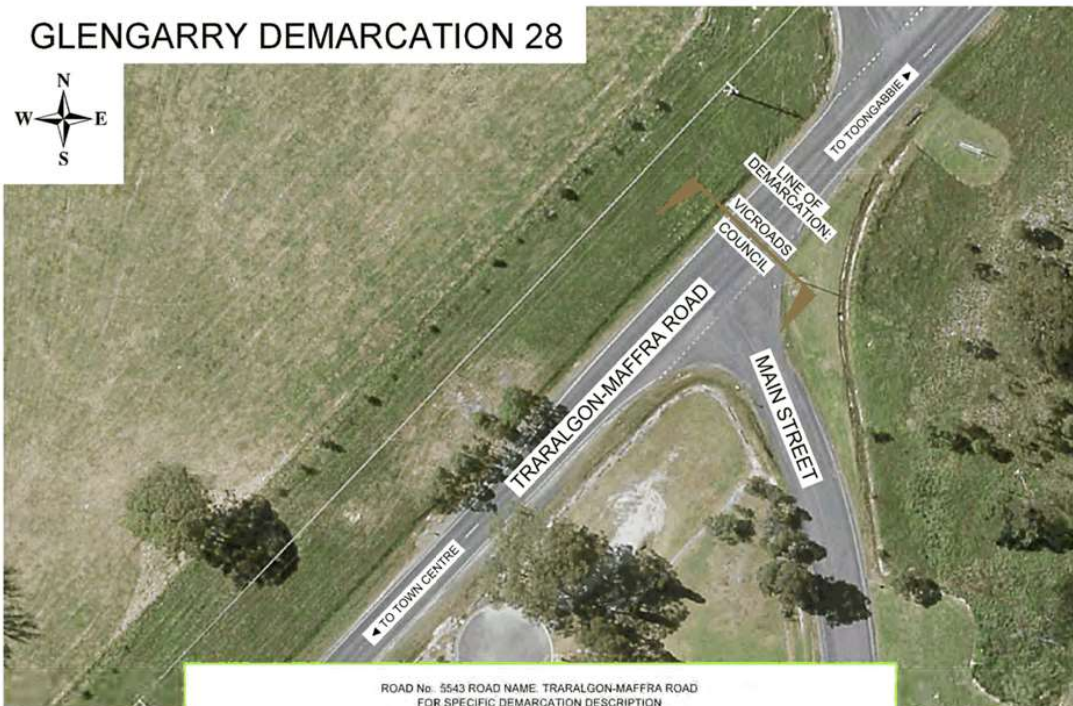 GLENGARRY DEMARCATION 28
N
W E
S
TO TOONGABBIE ▶
LINE OF
DEMARCATION:
VICROADS
COUNCIL
TRARALGON-MAFFRA ROAD
MAIN STREET
◀ TO TOWN CENTRE
ROAD No. 5543 ROAD NAME. TRARALGON-MAFFRA ROAD
FOR SPECIFIC DEMARCATION DESCRIPTION